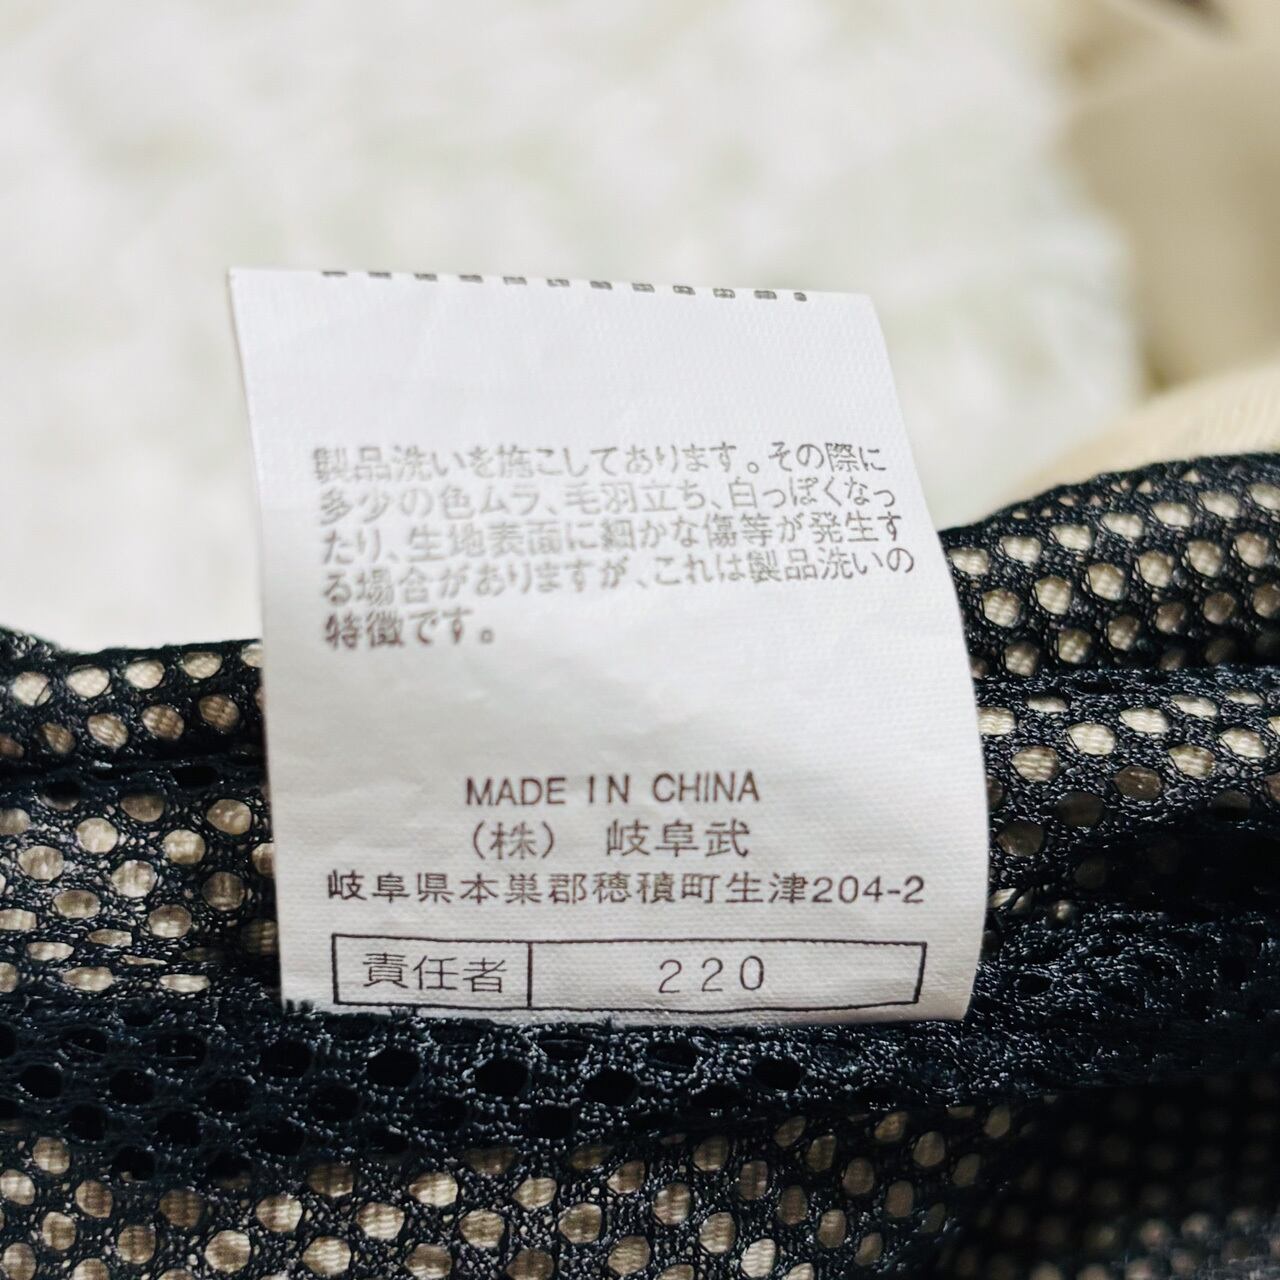 製品洗いを施こしてあります。その際に
多少の色ムラ、毛羽立ち、白っぽくなっ
たり、生地表面に細かな傷等が発生す
る場合がありますが、これは製品洗いの
特徴です。
MADE IN CHINA
(株) 岐阜武
岐阜県本巣郡穂積町生津204-2
責任者 220